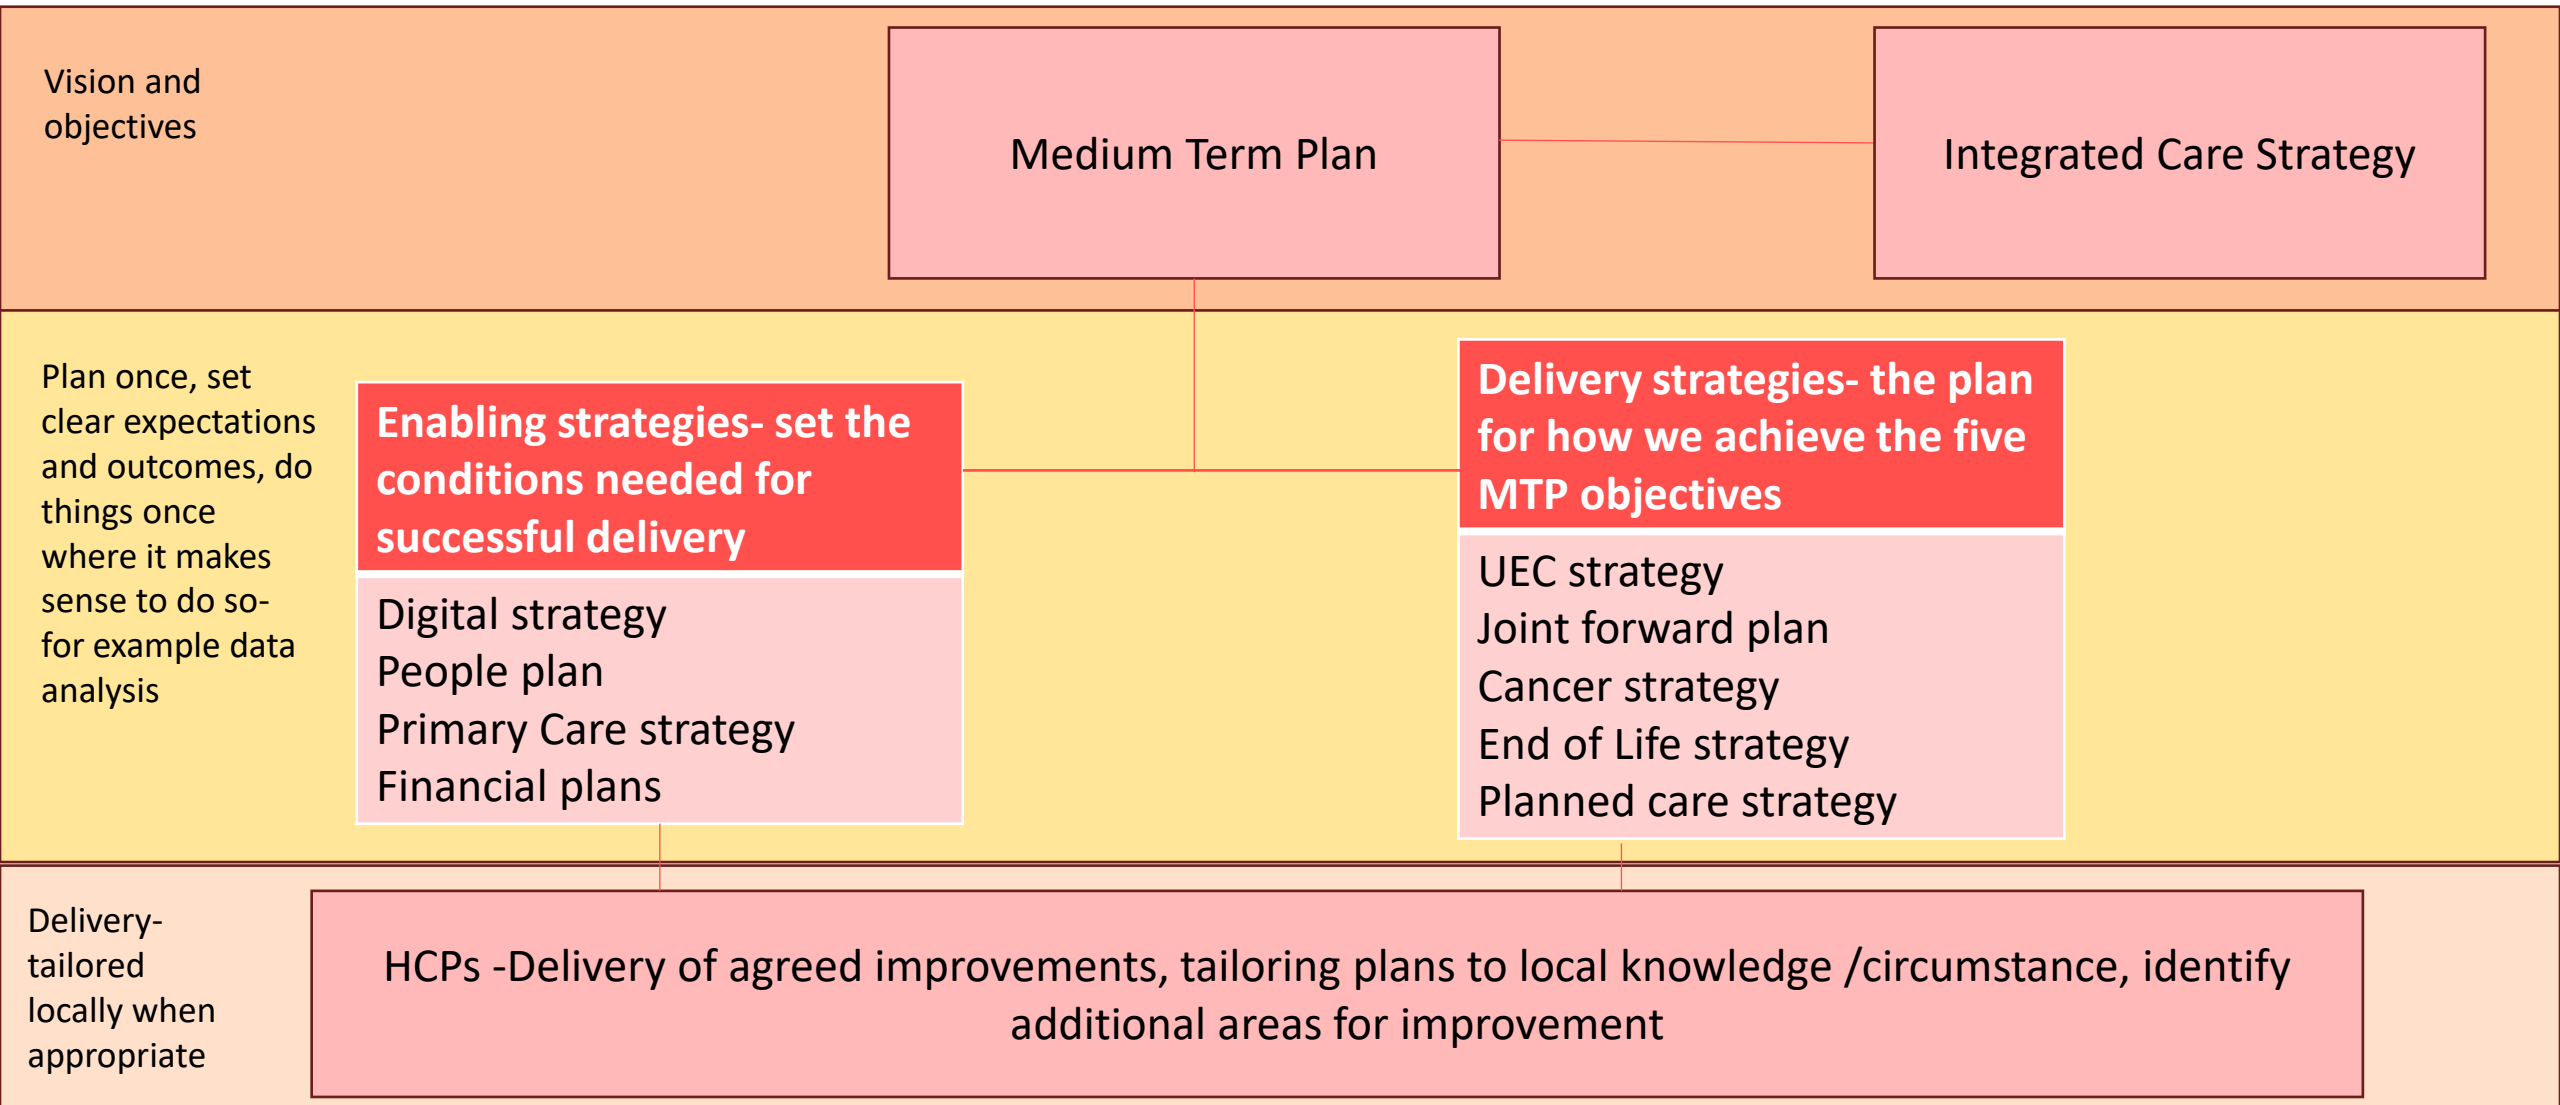 Vision and
objectives
Medium Term Plan
Integrated Care Strategy
Plan once, set
clear expectations
and outcomes, do
things once
where it makes
sense to do so-
for example data
analysis
Enabling strategies- set the
conditions needed for
successful delivery
Digital strategy
People plan
Primary Care strategy
Financial plans
Delivery strategies- the plan
for how we achieve the five
MTP objectives
UEC strategy
Joint forward plan
Cancer strategy
End of Life strategy
Planned care strategy
Delivery-
tailored
locally when
appropriate
HCPs -Delivery of agreed improvements, tailoring plans to local knowledge /circumstance, identify
additional areas for improvement